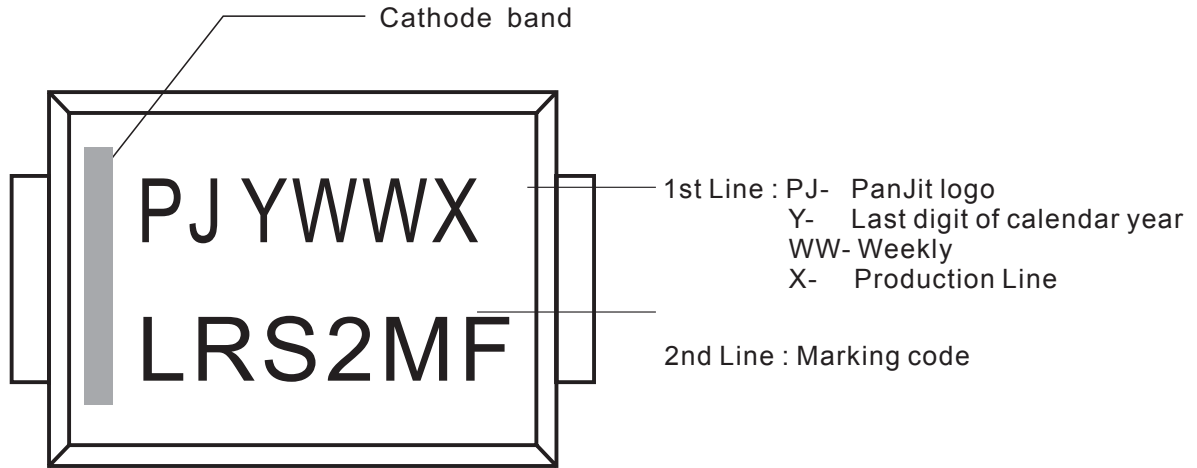 Cathode band
PJ YWWX
1st Line : PJ- PanJit logo
Y- Last digit of calendar year
WW- Weekly
X- Production Line
LRS2MF
2nd Line : Marking code